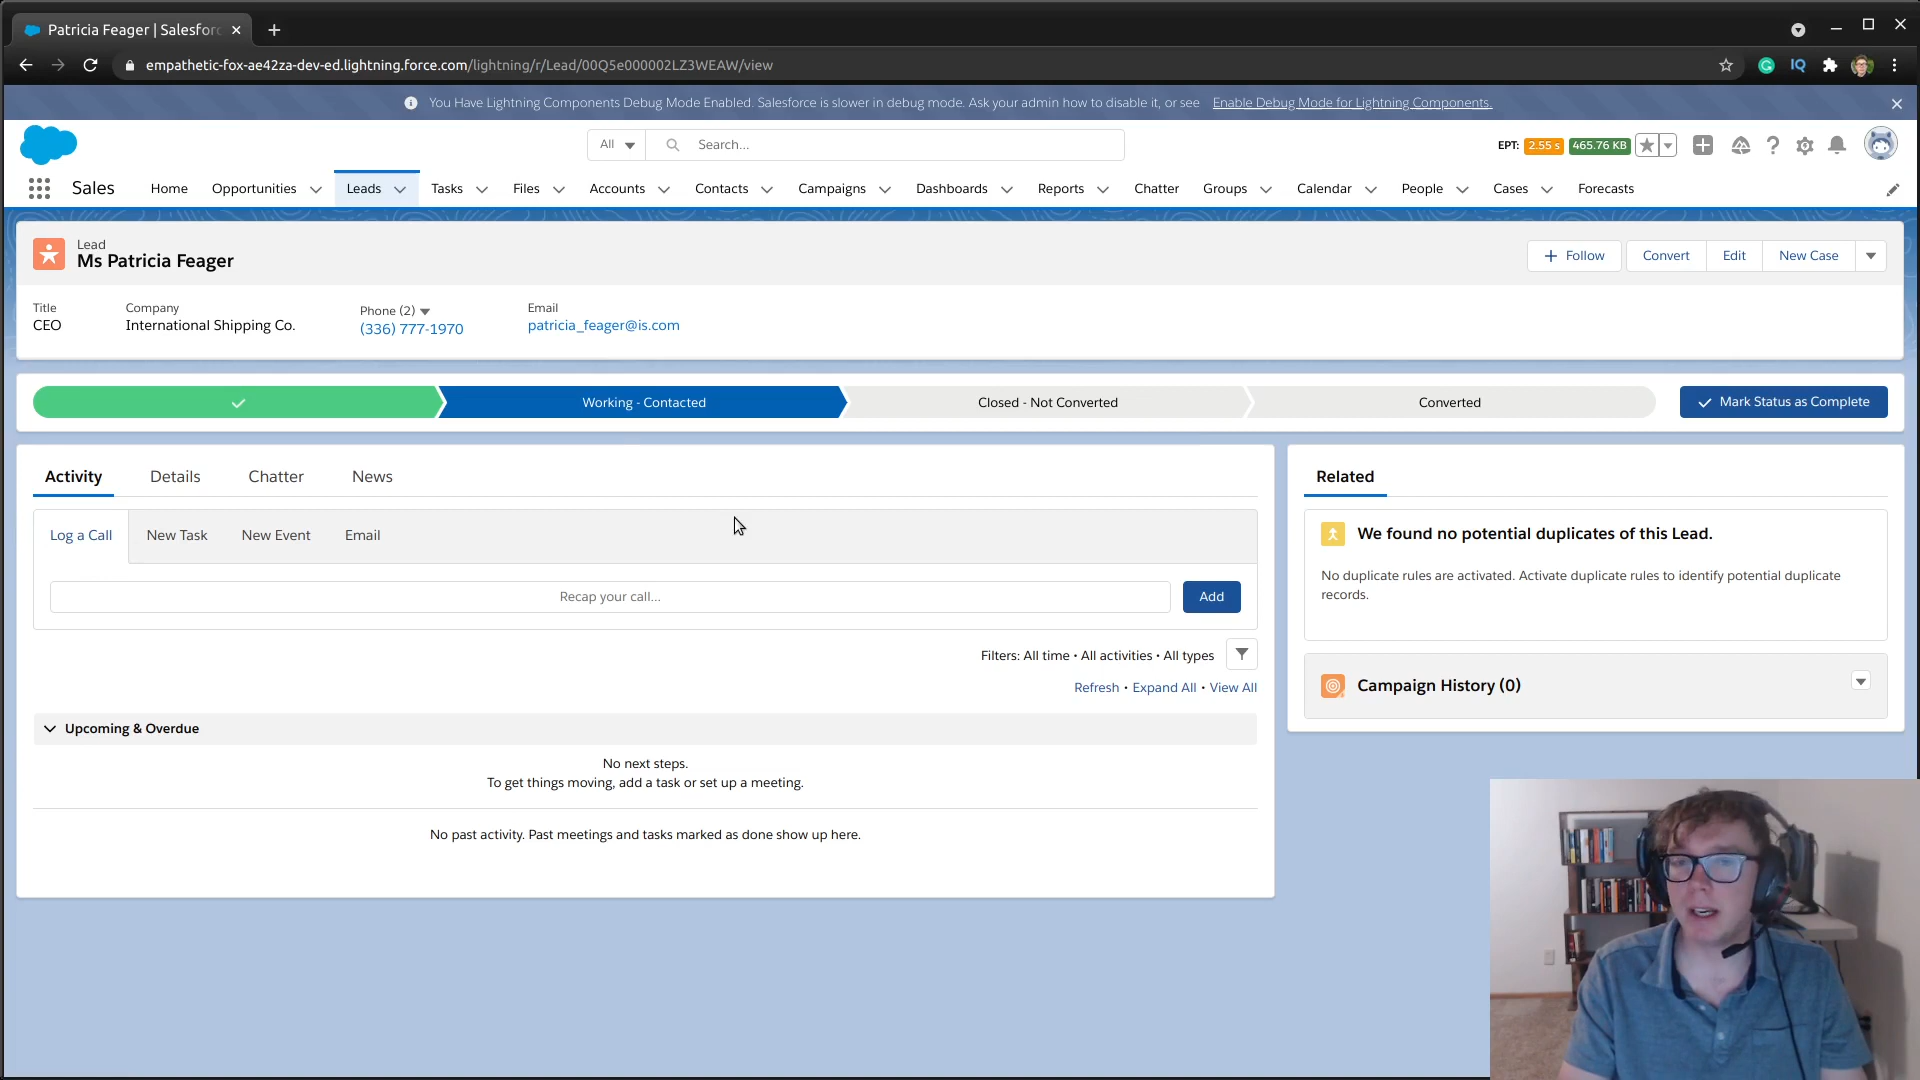 Patricia Feager | Salesforc
empathetic-fox-ae42za-dev-ed.lightning.force.com/lightning/r/Lead/00Q5e000002LZ3WEAW/view
IQ
You Have Lightning Components Debug Mode Enabled. Salesforce is slower in debug mode. Ask your admin how to disable it, or see Enable Debug Mode for Lightning Components.
All Search...
EPT: 2.55 s 465.76 KB
Sales Home Opportunities Leads Tasks Files Accounts Contacts Campaigns Dashboards Reports Chatter Groups Calendar People Cases Forecasts
Lead
Ms Patricia Feager
Follow Convert Edit New Case
Title Company Phone (2) Email
CEO International Shipping Co. (336) 777-1970 patricia_feager@is.com
Working - Contacted Closed - Not Converted Converted Mark Status as Complete
Activity Details Chatter News
Log a Call New Task New Event Email
Recap your call... Add
Filters: All time • All activities • All types
Refresh • Expand All • View All
Upcoming & Overdue
No next steps.
To get things moving, add a task or set up a meeting.
No past activity. Past meetings and tasks marked as done show up here.
Related
We found no potential duplicates of this Lead.
No duplicate rules are activated. Activate duplicate rules to identify potential duplicate
records.
Campaign History (0)